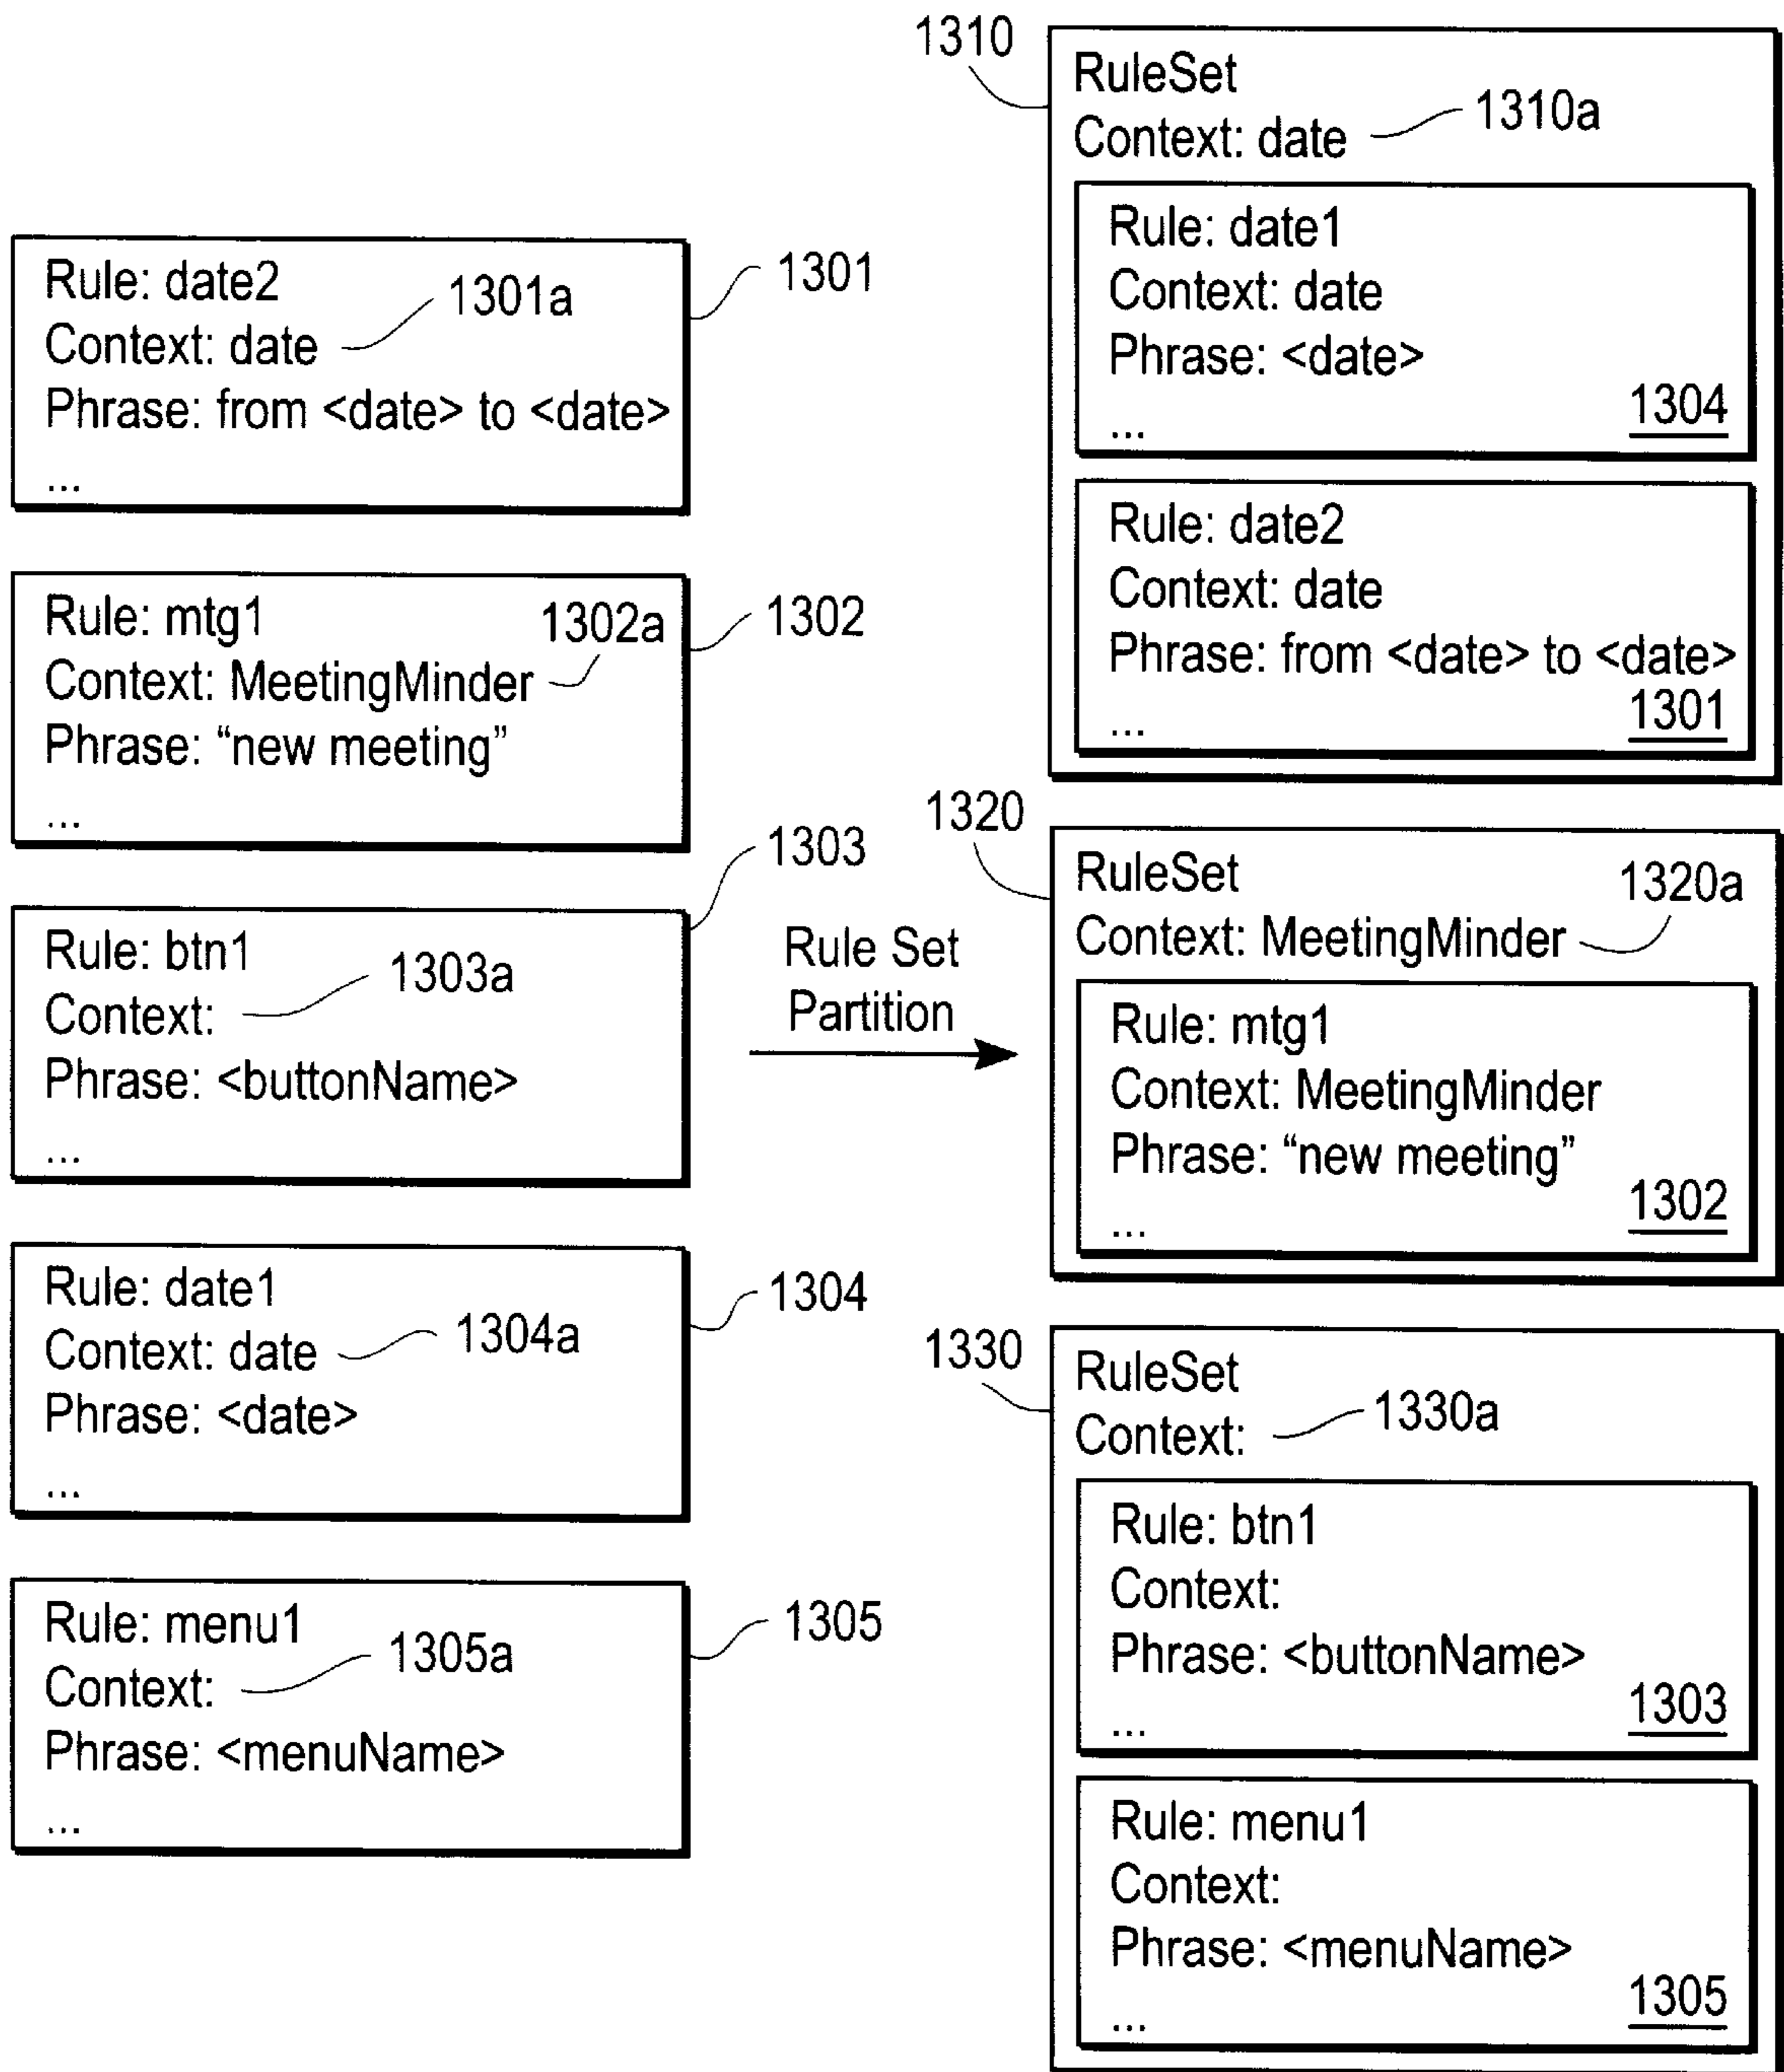 Rule: date2
1301a
1301
Context: date
Phrase: from <date> to <date>
...
Rule: mtg1
1302a
1302
Context: MeetingMinder
Phrase: “new meeting”
...
1303
Rule: btn1
1303a
Context:
Phrase: <buttonName>
...
Rule: date1
1304
Context: date
1304a
Phrase: <date>
...
Rule: menu1
1305
Context:
1305a
Phrase: <menuName>
...
Rule Set
Partition
1310
RuleSet
Context: date
1310a
Rule: date1
Context: date
Phrase: <date>
1304
...
Rule: date2
Context: date
Phrase: from <date> to <date>
1301
...
1320
RuleSet
1320a
Context: MeetingMinder
Rule: mtg1
Context: MeetingMinder
Phrase: “new meeting”
1302
...
1330
RuleSet
Context:
1330a
Rule: btn1
Context:
Phrase: <buttonName>
1303
...
Rule: menu1
Context:
Phrase: <menuName>
1305
...